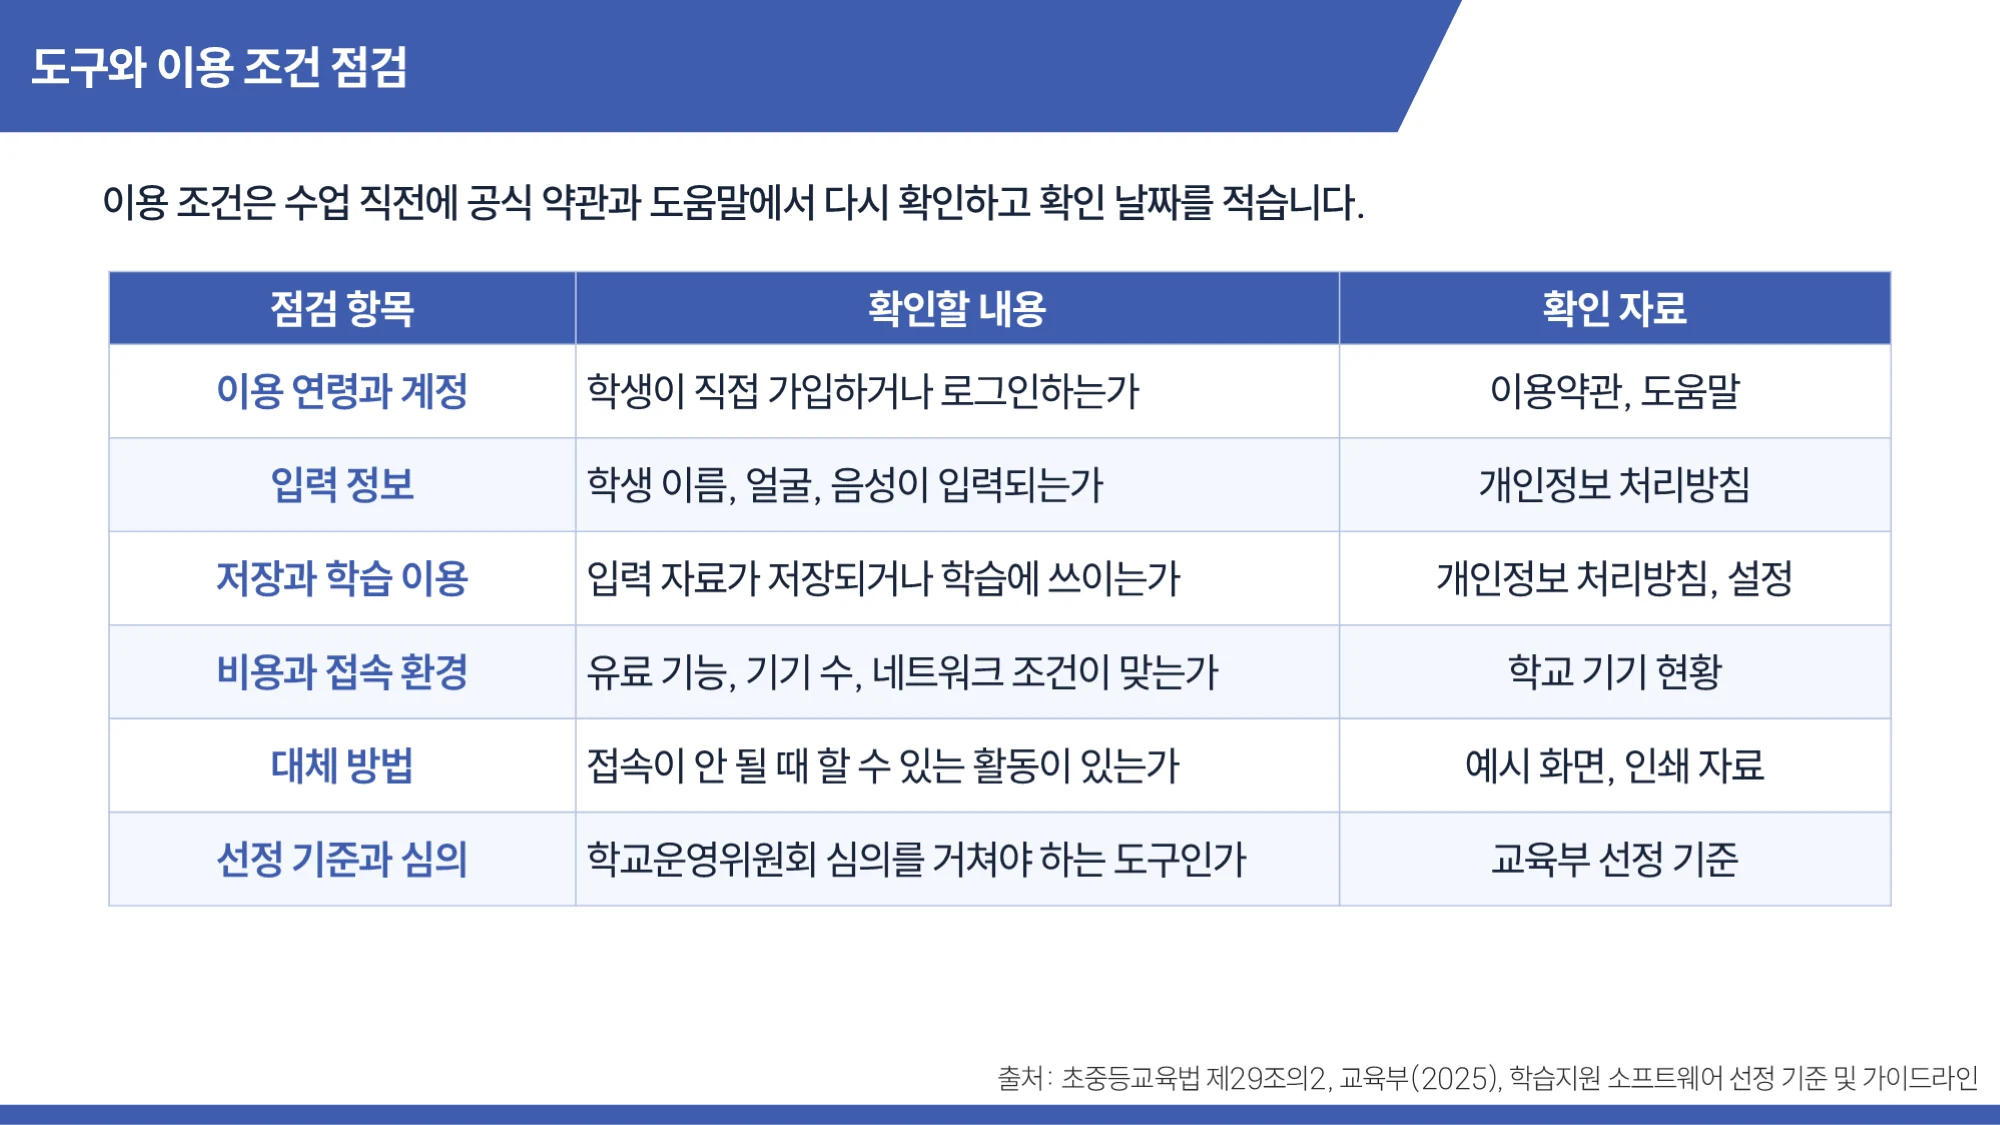 도구와 이용 조건 점검
이용 조건은 수업 직전에 공식 약관과 도움말에서 다시 확인하고 확인 날짜를 적습니다.
점검 항목 확인할 내용 확인 자료
이용 연령과 계정 학생이 직접 가입하거나 로그인하는가 이용약관, 도움말
입력 정보 학생 이름, 얼굴, 음성이 입력되는가 개인정보 처리방침
저장과 학습 이용 입력 자료가 저장되거나 학습에 쓰이는가 개인정보 처리방침, 설정
비용과 접속 환경 유료 기능, 기기 수, 네트워크 조건이 맞는가 학교 기기 현황
대체 방법 접속이 안 될 때 할 수 있는 활동이 있는가 예시 화면, 인쇄 자료
선정 기준과 심의 학교운영위원회 심의를 거쳐야 하는 도구인가 교육부 선정 기준
출처: 초중등교육법 제29조의2, 교육부(2025), 학습지원 소프트웨어 선정 기준 및 가이드라인